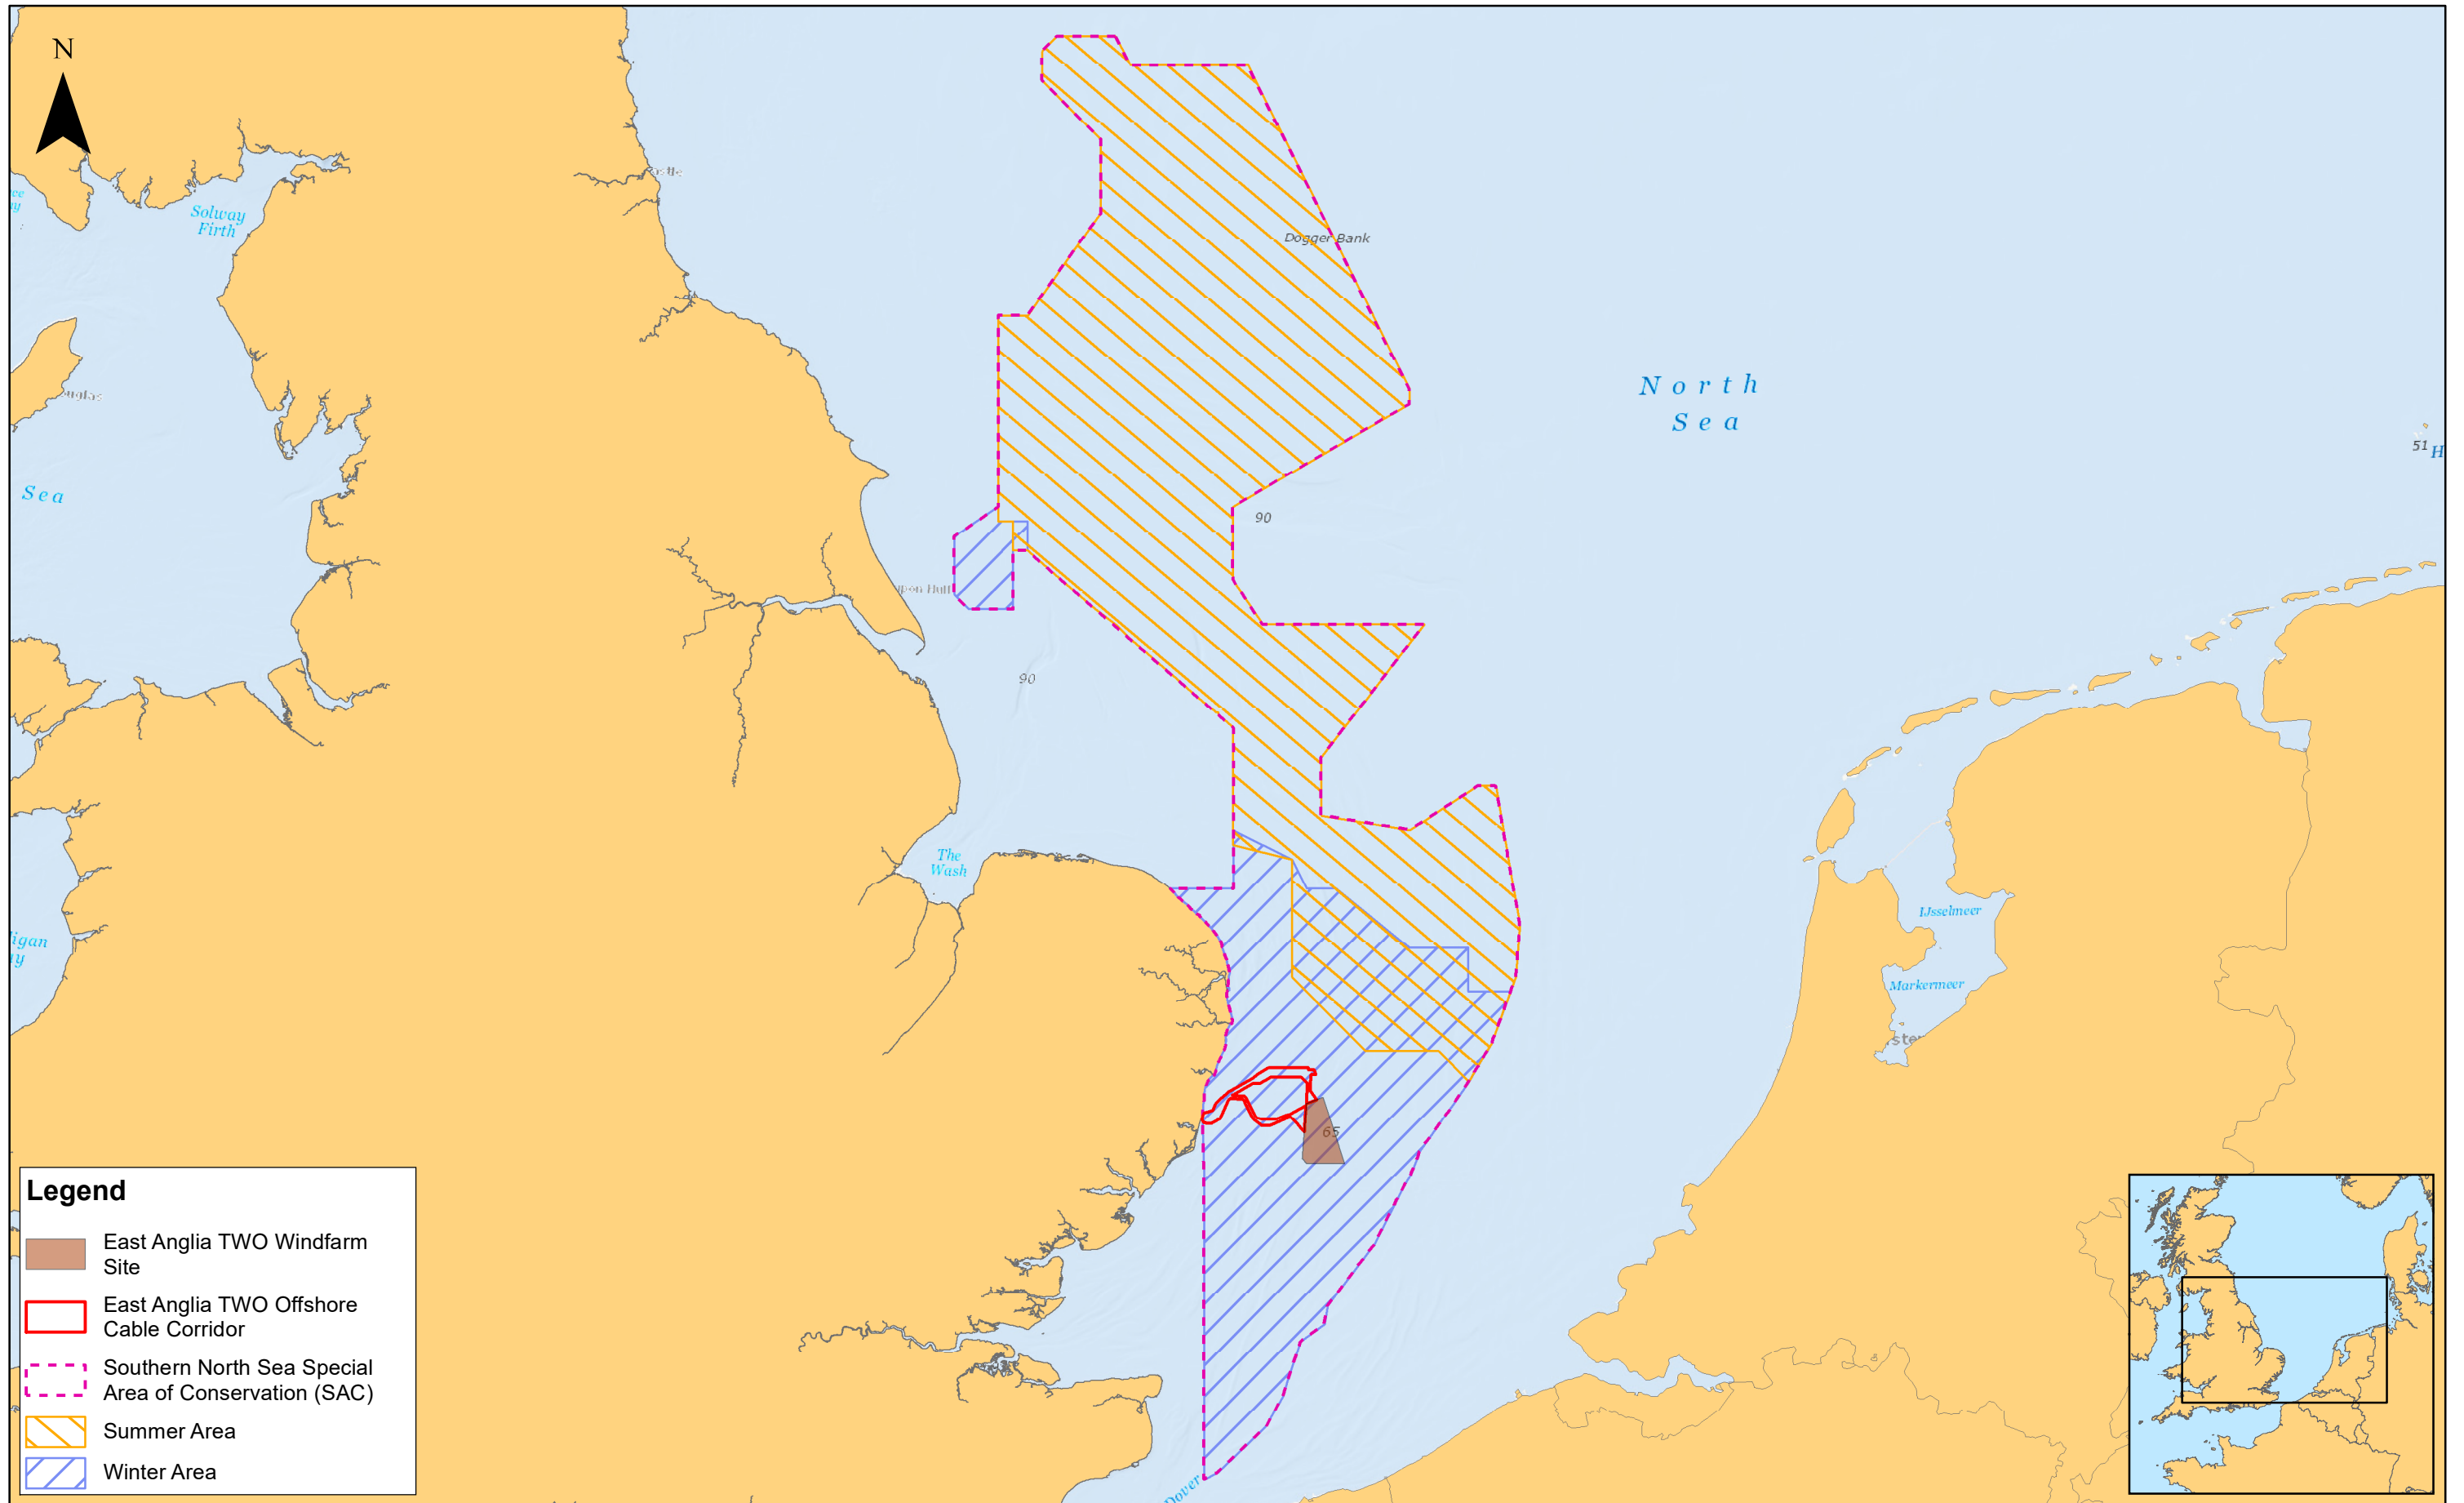 N
Solway
Firth
Dogger Bank
North
Sea
51
H
Sea
90
90
The
Wash
IJsselmeer
Markermeer
65
Dover
Legend
East Anglia TWO Windfarm
Site
East Anglia TWO Offshore
Cable Corridor
Southern North Sea Special
Area of Conservation (SAC)
Summer Area
Winter Area